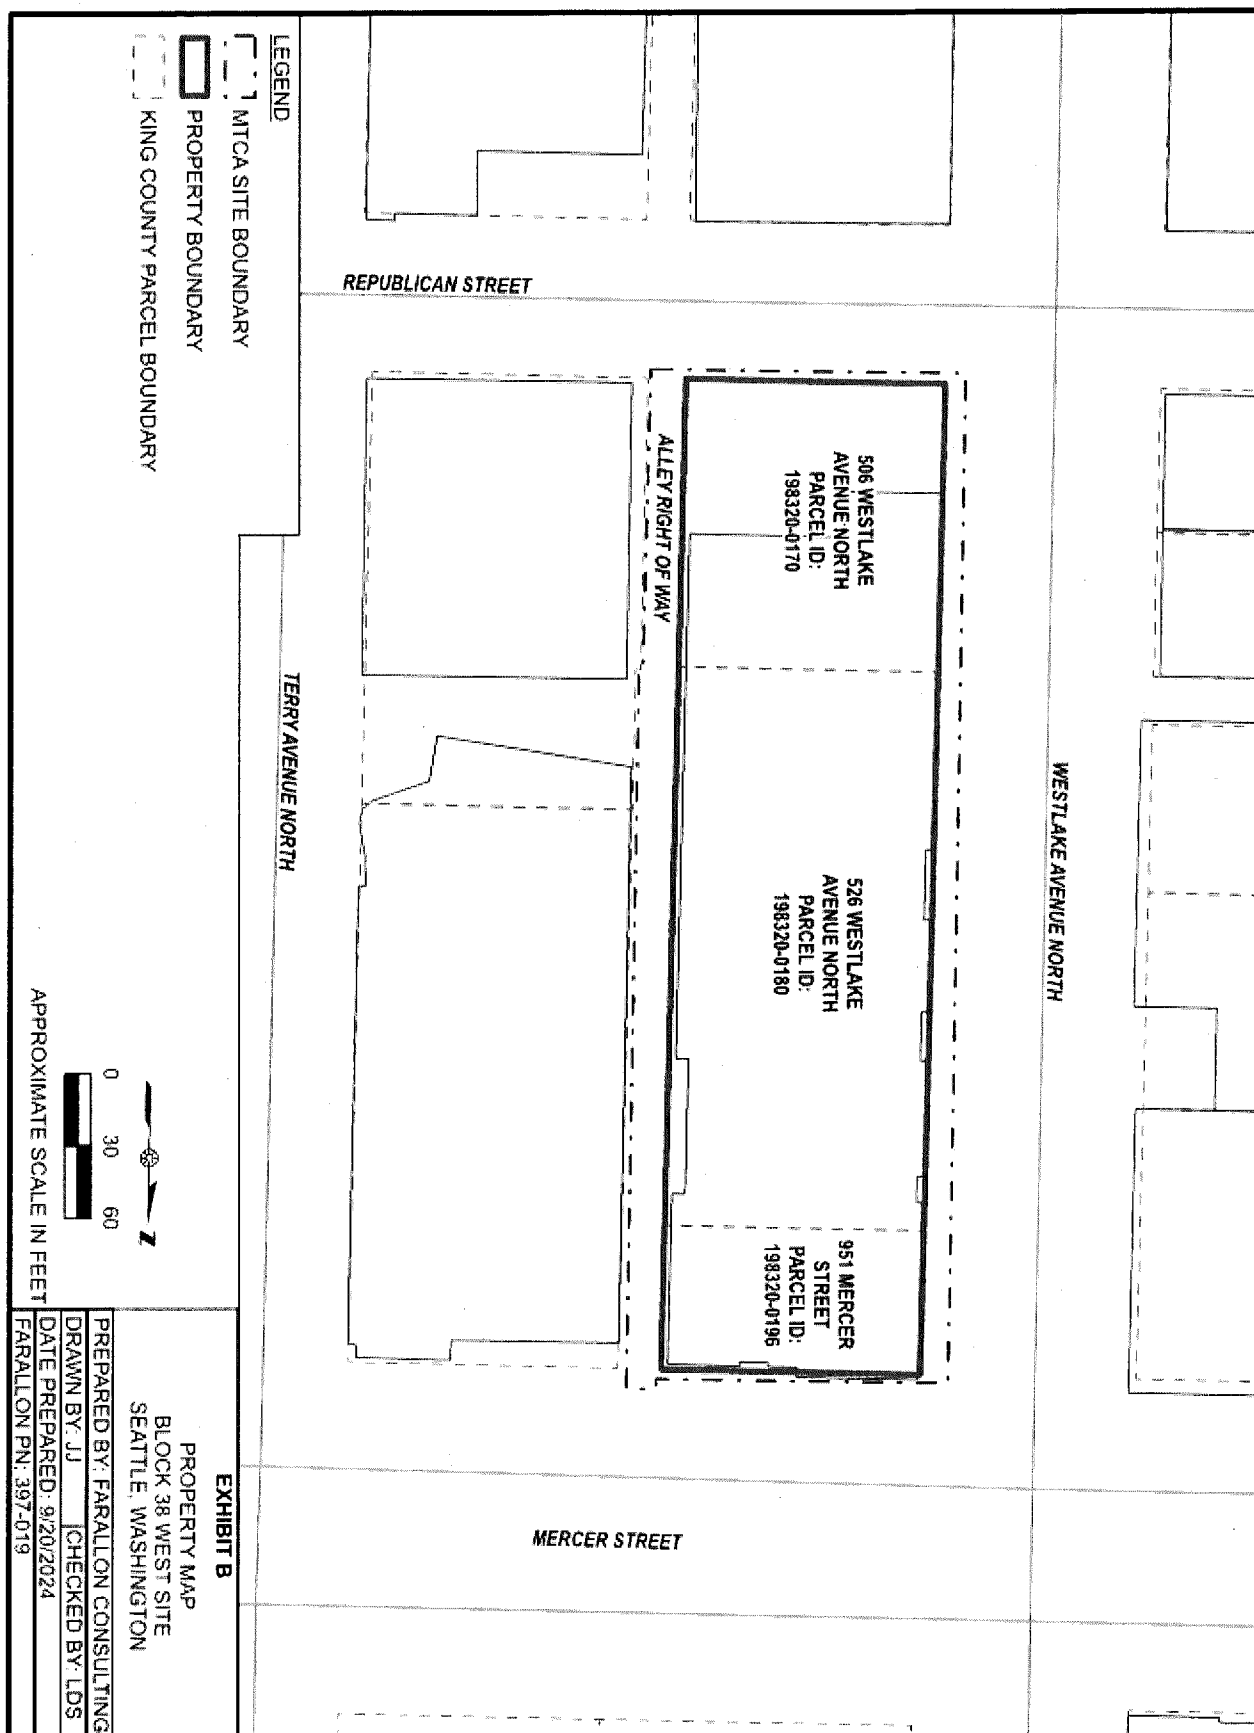 LEGEND
MTCA SITE BOUNDARY
PROPERTY BOUNDARY
KING COUNTY PARCEL BOUNDARY
REPUBLICAN STREET
ALLEY RIGHT OF WAY
506 WESTLAKE
AVENUE NORTH
PARCEL ID:
198320-0170
526 WESTLAKE
AVENUE NORTH
PARCEL ID:
198320-0180
951 MERCER
STREET
PARCEL ID:
198320-0196
WESTLAKE AVENUE NORTH
TERRY AVENUE NORTH
MERCER STREET
N
0 30 60
APPROXIMATE SCALE IN FEET
EXHIBIT B
PROPERTY MAP
BLOCK 38 WEST SITE
SEATTLE, WASHINGTON
PREPARED BY: FARALLON CONSULTING
DRAWN BY: JJ CHECKED BY: LDS
DATE PREPARED: 9/20/2024
FARALLON PN: 397-019